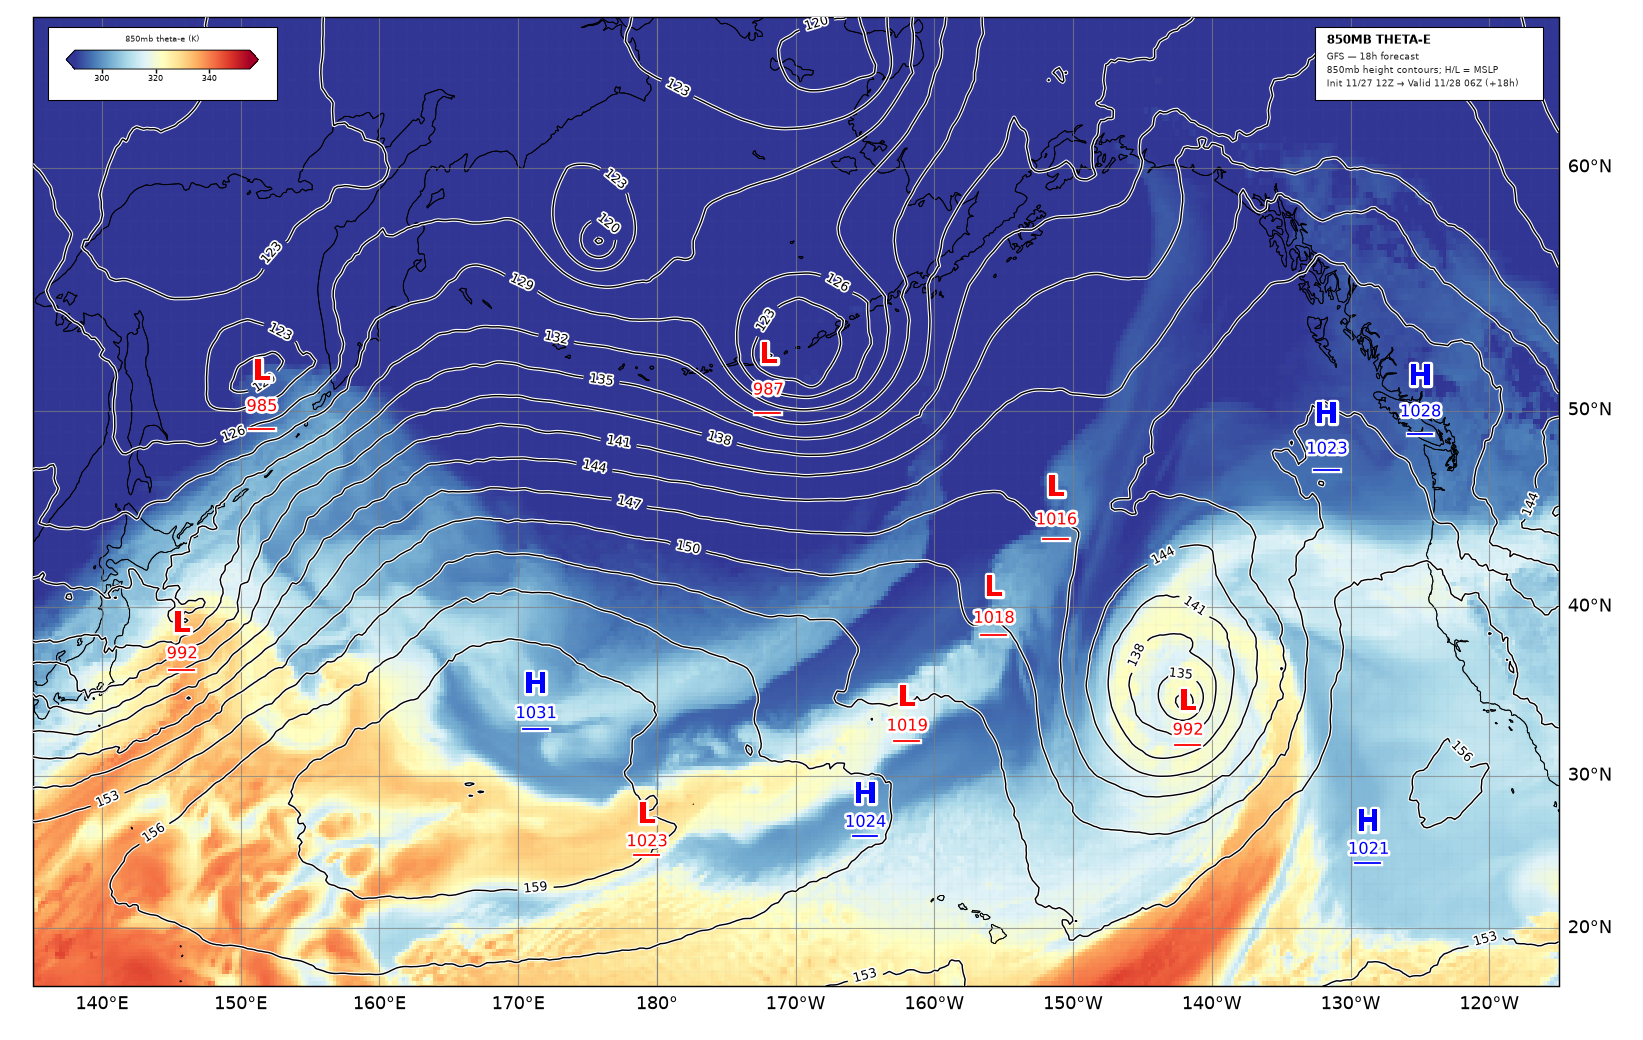 850mb theta-e (K)
300 320 340
850MB THETA-E
GFS — 18h forecast
850mb height contours; H/L = MSLP
Init 11/27 12Z → Valid 11/28 06Z (+18h)
120
123
123
120
123
126
129
123
123
132
L
985
126
L
987
135
138
141
144
147
150
H
1028
H
1023
L
1016
144
144
L
1018
141
138
135
L
992
L
992
H
1031
L
1019
H
1024
L
1023
H
1021
156
153
156
159
153
153
60°N
50°N
40°N
30°N
20°N
140°E 150°E 160°E 170°E 180° 170°W 160°W 150°W 140°W 130°W 120°W